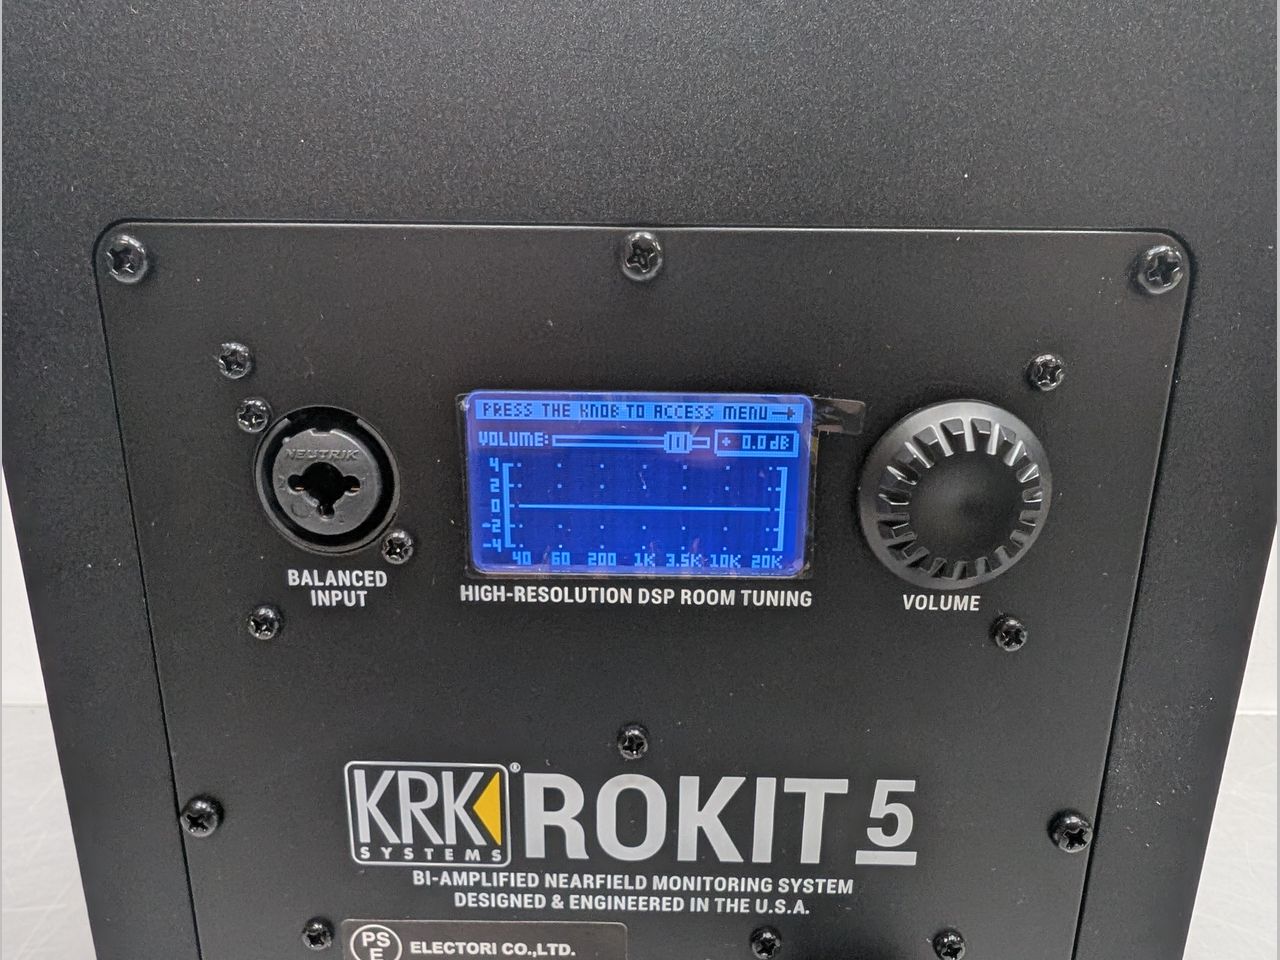 PRESS THE KNOB TO ACCESS MENU
VOLUME: + 0.0 dB
4
2
0
-2
-4
40 60 200 1K 3.5K 10K 20K
NEUTRIK
BALANCED
INPUT
HIGH-RESOLUTION DSP ROOM TUNING
VOLUME
KRK® ROKIT 5
SYSTEMS
BI-AMPLIFIED NEARFIELD MONITORING SYSTEM
DESIGNED & ENGINEERED IN THE U.S.A.
PS
E
ELECTORI CO.,LTD.